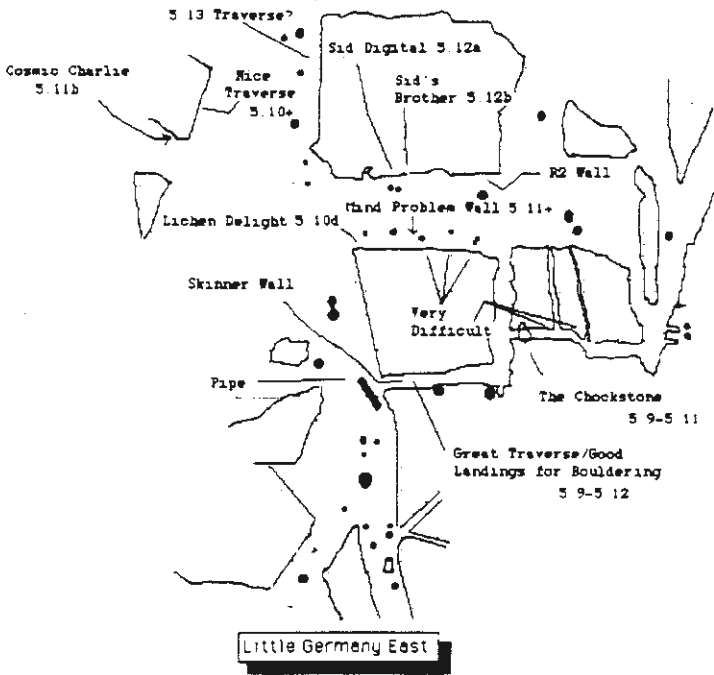 5 13 Traverse?
Sid Digital 5.12a
Cosmic Charlie
5.11b
Nice
Traverse
5.10+
Sid's
Brother 5.12b
R2 Wall
Mind Problem Wall 5 11+
Lichen Delight 5 10d
Skinner Wall
Very
Difficult
Pipe
The Chockstone
5 9-5 11
Great Traverse/Good
Landings for Bouldering
5 9-5 12
Little Germany East